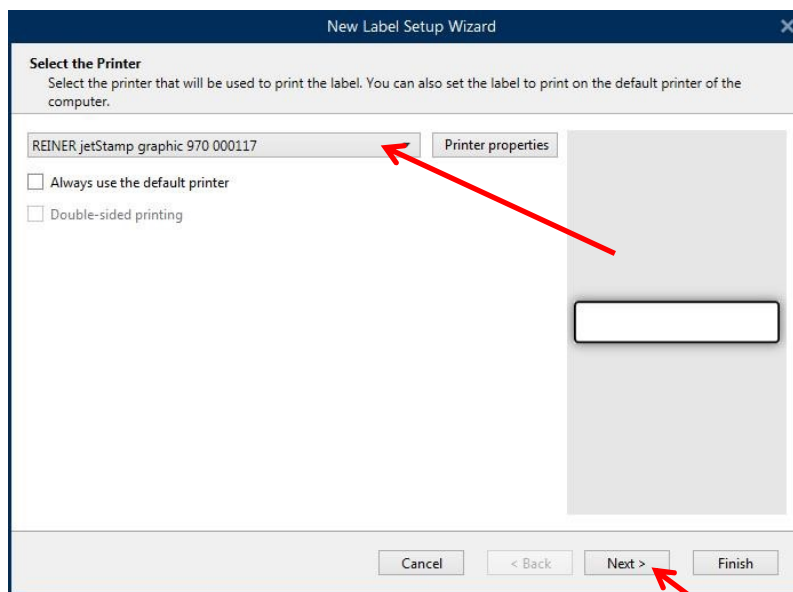 New Label Setup Wizard
Select the Printer
Select the printer that will be used to print the label. You can also set the label to print on the default printer of the
computer.
REINER jetStamp graphic 970 000117
Printer properties
Always use the default printer
Double-sided printing
Cancel
< Back
Next >
Finish